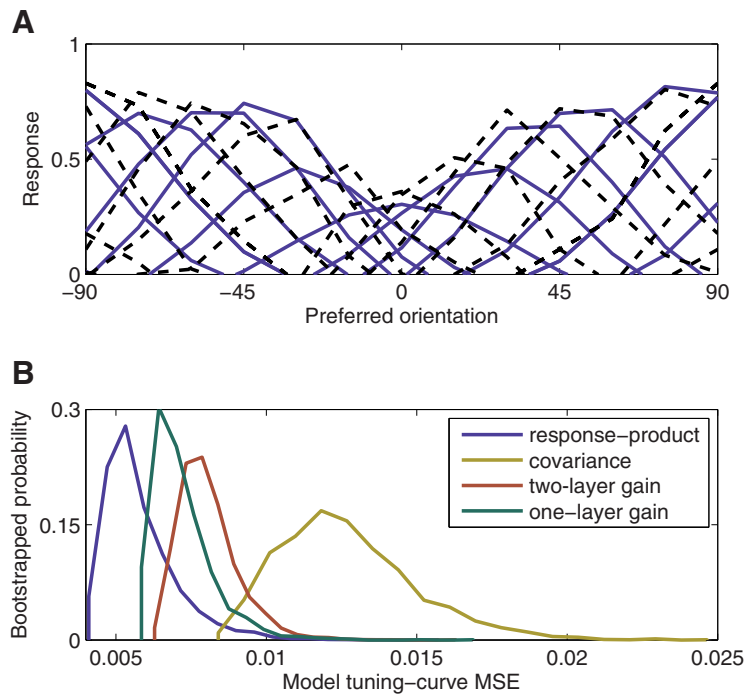 A
1
0.5
0
Response
−90
−45
0
45
90
Preferred orientation
B
0.3
0.15
0
Bootstrapped probability
response−product
covariance
two-layer gain
one−layer gain
0.005
0.01
0.015
0.02
0.025
Model tuning−curve MSE